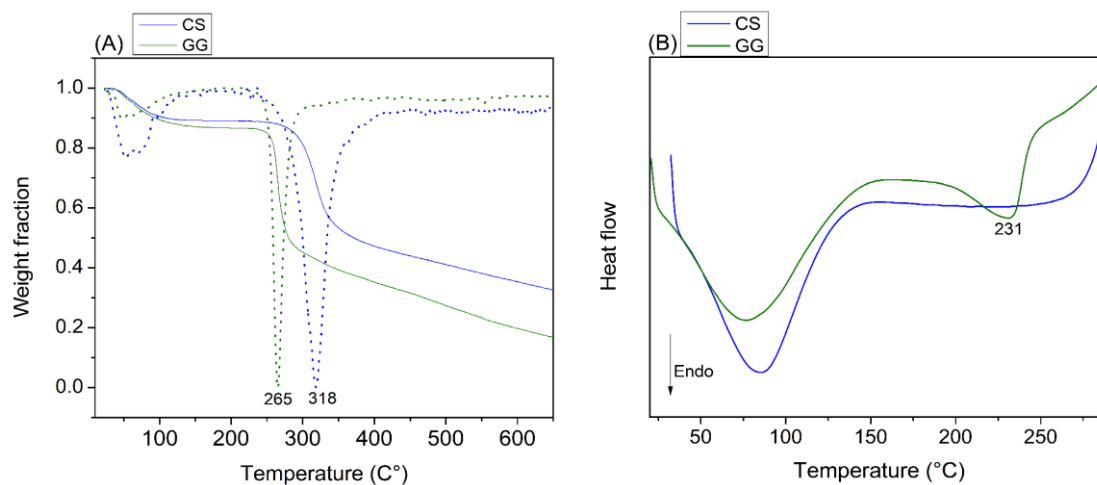 (A)
CS
GG
Weight fraction
1.0
0.8
0.6
0.4
0.2
0.0
265
318
100 200 300 400 500 600
Temperature (C°)
(B)
CS
GG
Heat flow
231
Endo
50 100 150 200 250
Temperature (°C)